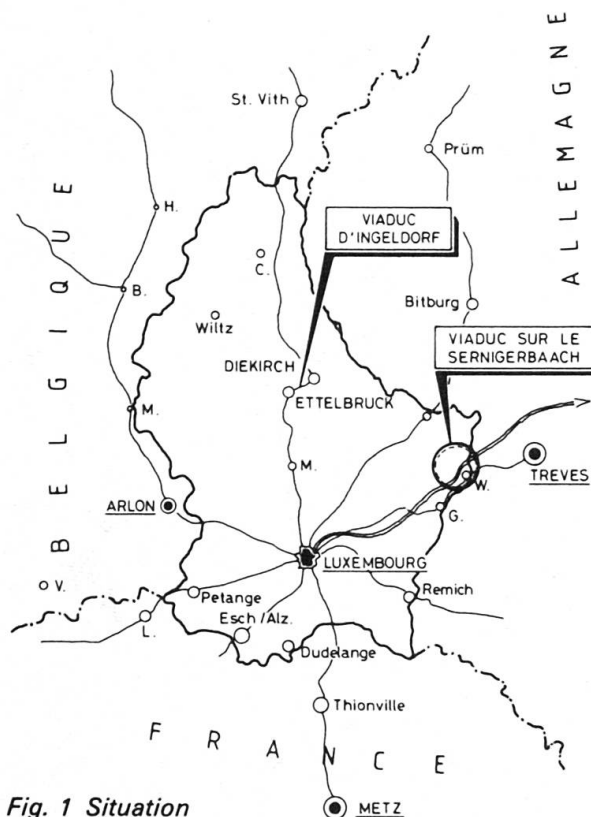 ALLEMAGNE
St. Vith
Prüm
BELGIQUE
H.
VIADUC
D'INGELDORF
C.
B.
Bitburg
Wiltz
VIADUC SUR LE
SERNIGERBAACH
DIEKIRCH
ETTELBRUCK
M.
M.
TREVES
W.
ARLON
G.
LUXEMBOURG
V.
Petange
Remich
L.
Esch/Alz.
Dudelange
Thionville
FRANCE
Fig. 1 Situation
METZ